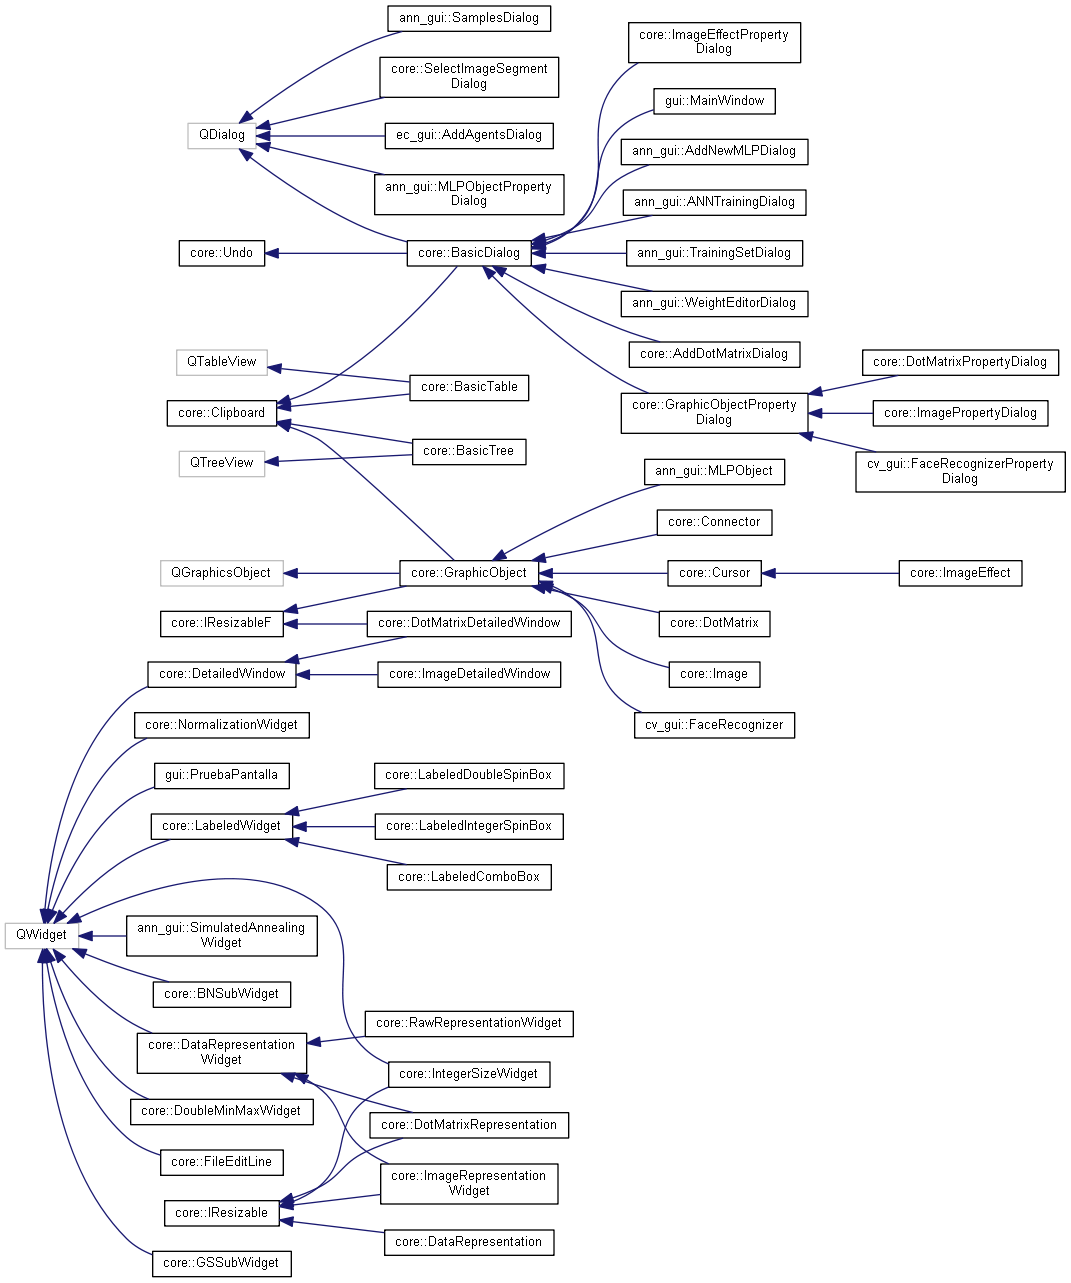 ann_gui::SamplesDialog
core::SelectImageSegment
Dialog
QDialog
ec_gui::AddAgentsDialog
ann_gui::MLPObjectProperty
Dialog
core::ImageEffectProperty
Dialog
gui::MainWindow
ann_gui::AddNewMLPDialog
ann_gui::ANNTrainingDialog
core::Undo
core::BasicDialog
ann_gui::TrainingSetDialog
ann_gui::WeightEditorDialog
core::AddDotMatrixDialog
QTableView
core::BasicTable
core::Clipboard
core::GraphicObjectProperty
Dialog
core::DotMatrixPropertyDialog
core::ImagePropertyDialog
cv_gui::FaceRecognizerProperty
Dialog
QTreeView
core::BasicTree
ann_gui::MLPObject
core::Connector
QGraphicsObject
core::GraphicObject
core::Cursor
core::ImageEffect
core::IResizableF
core::DotMatrixDetailedWindow
core::DotMatrix
core::DetailedWindow
core::ImageDetailedWindow
core::Image
core::NormalizationWidget
cv_gui::FaceRecognizer
gui::PruebaPantalla
core::LabeledDoubleSpinBox
core::LabeledWidget
core::LabeledIntegerSpinBox
core::LabeledComboBox
QWidget
ann_gui::SimulatedAnnealing
Widget
core::BNSubWidget
core::RawRepresentationWidget
core::DataRepresentation
Widget
core::IntegerSizeWidget
core::DoubleMinMaxWidget
core::DotMatrixRepresentation
core::FileEditLine
core::ImageRepresentation
Widget
core::IResizable
core::DataRepresentation
core::GSSubWidget